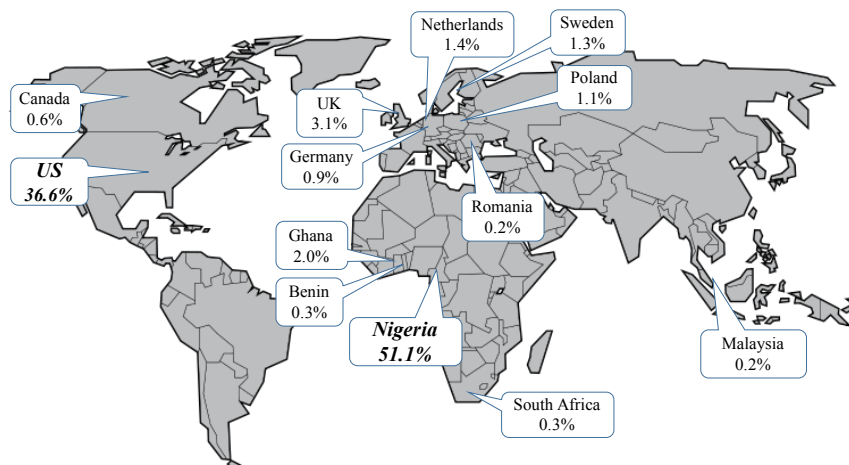 Netherlands
1.4%
Sweden
1.3%
Canada
0.6%
UK
3.1%
Poland
1.1%
US
36.6%
Germany
0.9%
Romania
0.2%
Ghana
2.0%
Benin
0.3%
Nigeria
51.1%
Malaysia
0.2%
South Africa
0.3%